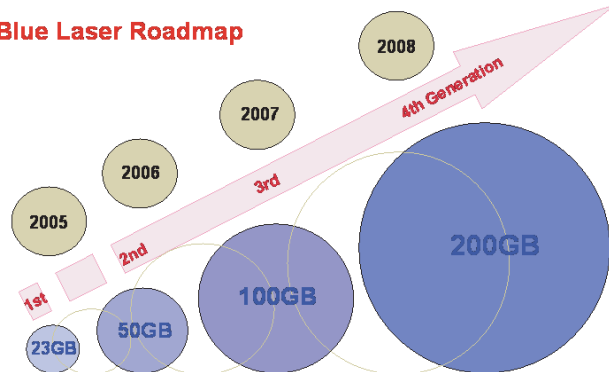 Blue Laser Roadmap
2008
4th Generation
2007
3rd
2006
2nd
2005
1st
200GB
100GB
50GB
23GB